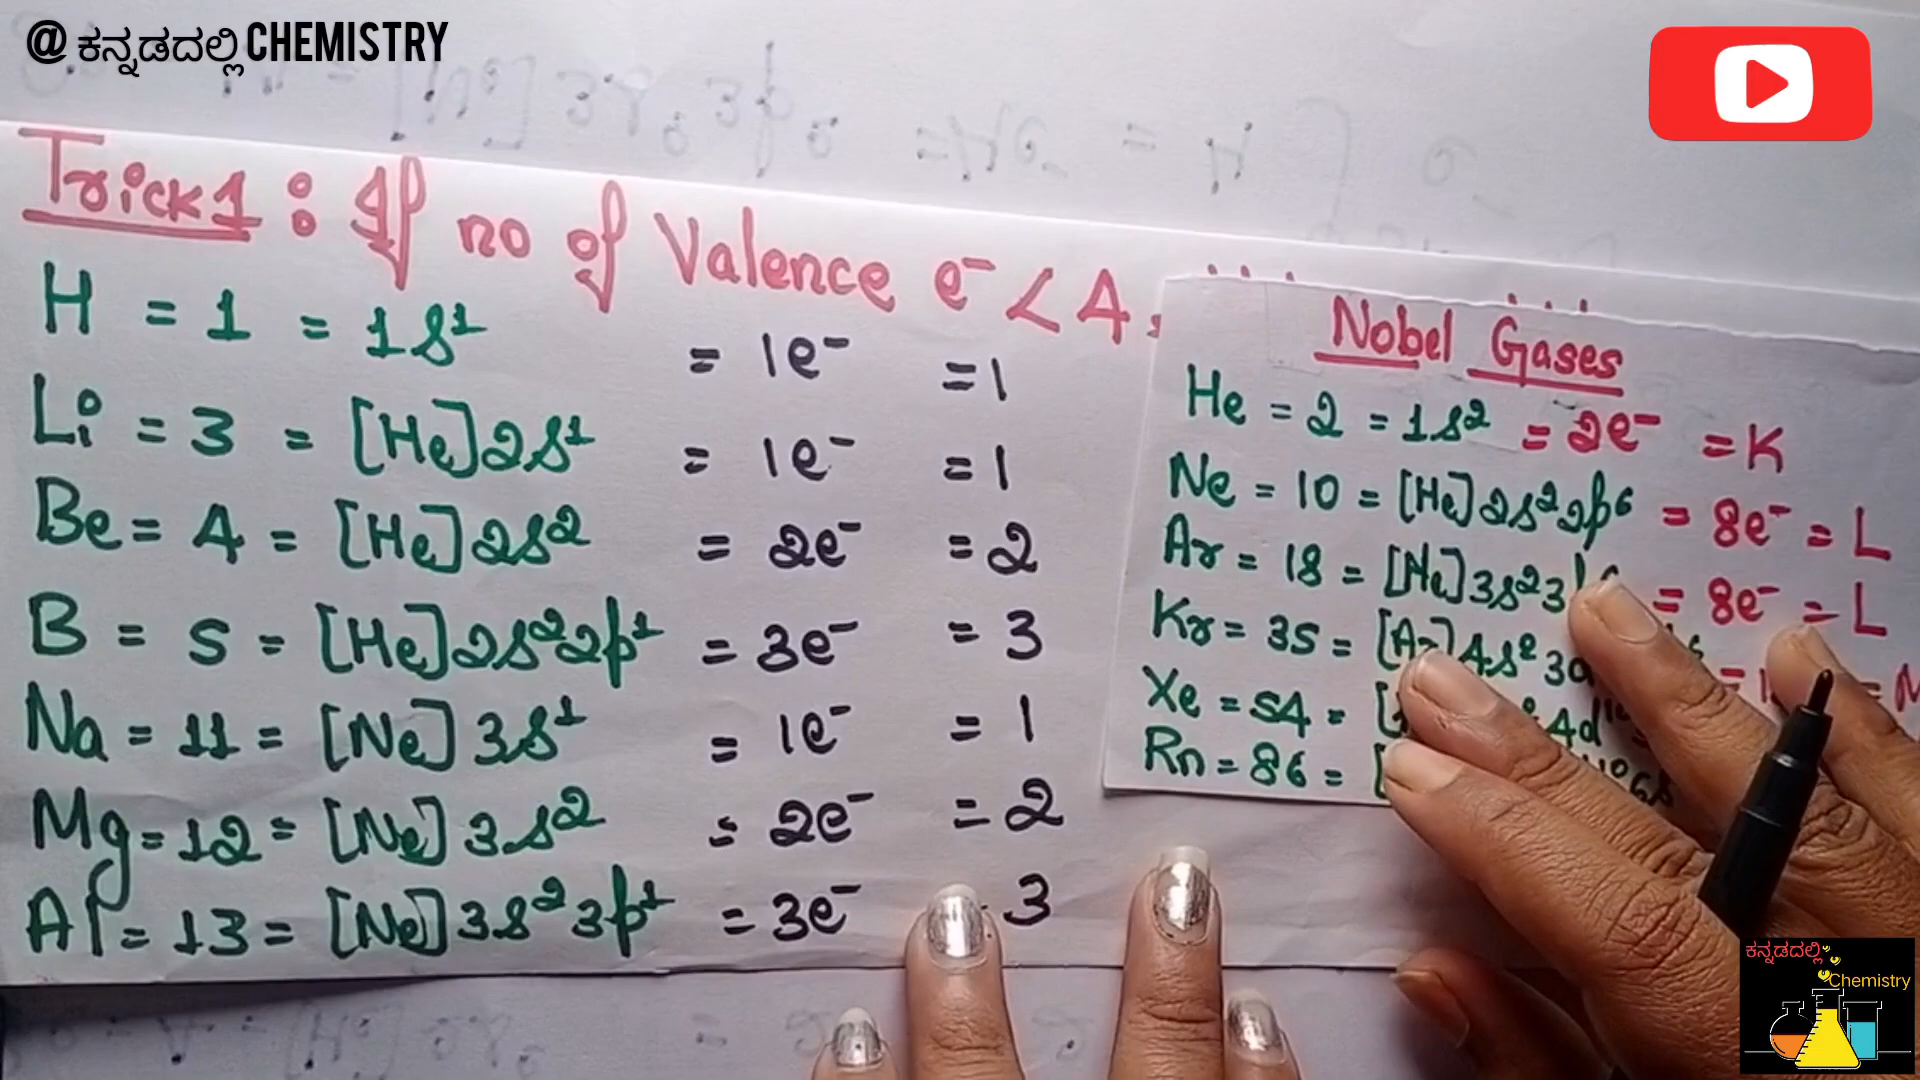 @ ಕನ್ನಡದಲ್ಲಿ CHEMISTRY
Trick 1 : If no of Valence e⁻ < 4
H = 1 = 1s¹ = 1e⁻ = 1
Li = 3 = [He]2s¹ = 1e⁻ = 1
Be = 4 = [He]2s² = 2e⁻ = 2
B = 5 = [He]2s²2p¹ = 3e⁻ = 3
Na = 11 = [Ne]3s¹ = 1e⁻ = 1
Mg = 12 = [Ne]3s² = 2e⁻ = 2
Al = 13 = [Ne]3s²3p¹ = 3e⁻ 3
Nobel Gases
He = 2 = 1s² = 2e⁻ = K
Ne = 10 = [He]2s²2p⁶ = 8e⁻ = L
Ar = 18 = [Ne]3s²3 = 8e⁻ = L
Kr = 35 = [Ar]4s²3d = M
Xe = 54 = [ 4d¹⁰
Rn = 86 = [
ಕನ್ನಡದಲ್ಲಿ
Chemistry